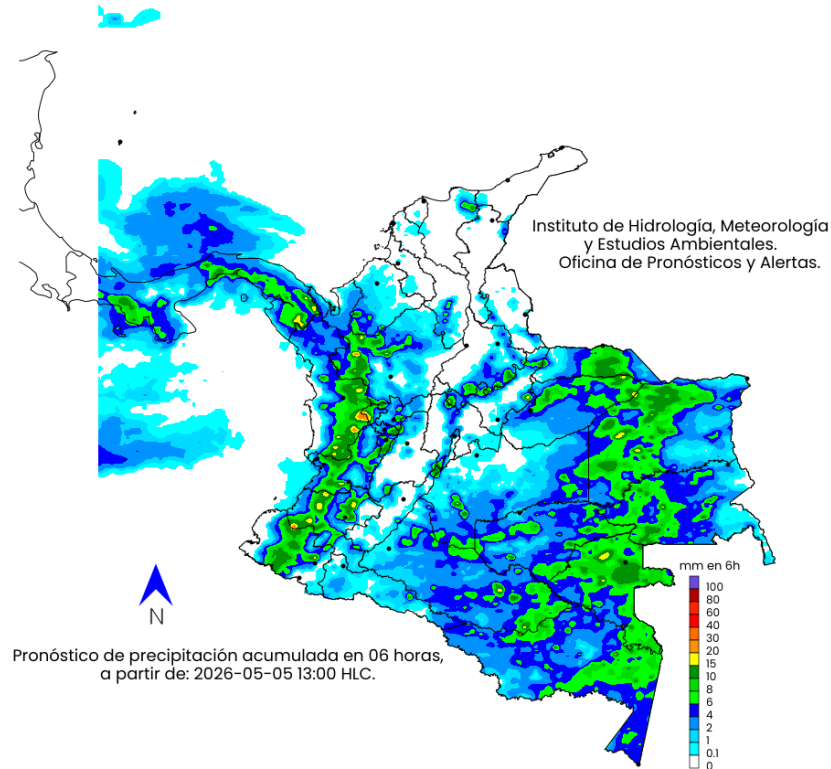 Instituto de Hidrología, Meteorología
y Estudios Ambientales.
Oficina de Pronósticos y Alertas.
mm en 6h
100
80
60
40
30
20
15
10
8
6
4
2
1
0.1
0
N
Pronóstico de precipitación acumulada en 06 horas,
a partir de: 2026-05-05 13:00 HLC.